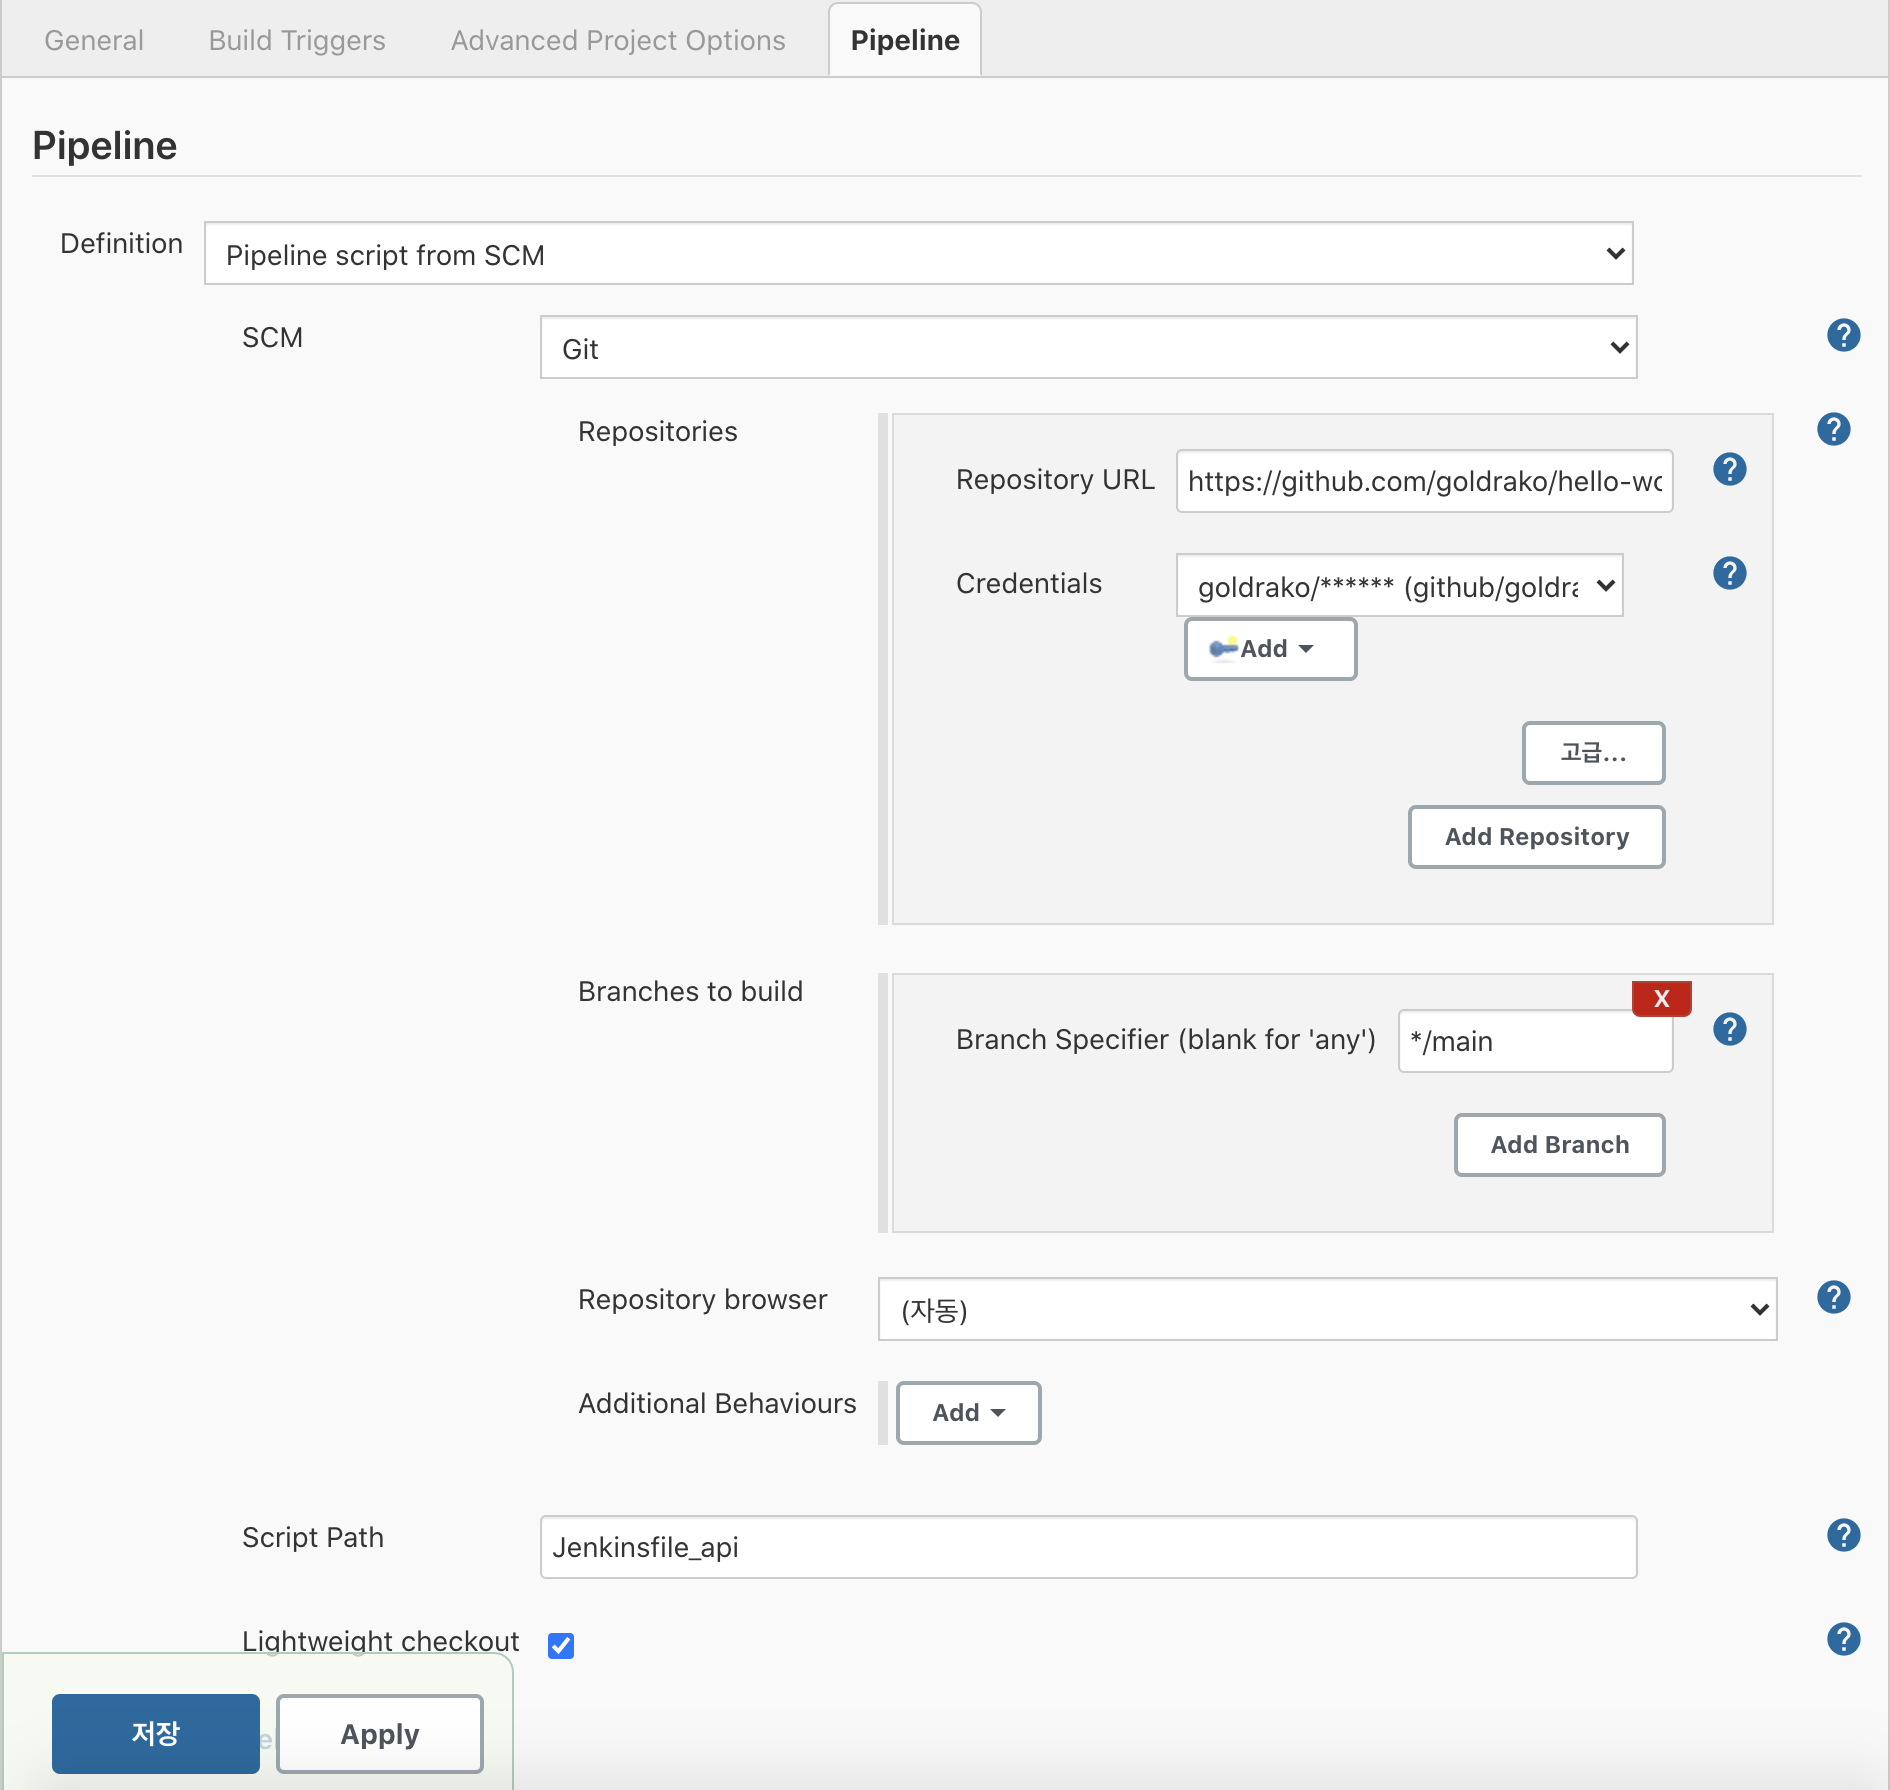 General
Build Triggers
Advanced Project Options
Pipeline
Pipeline
Definition
Pipeline script from SCM
SCM
Git
Repositories
Repository URL
https://github.com/goldrako/hello-wo
Credentials
goldrako/****** (github/goldra
Add
고급...
Add Repository
Branches to build
X
Branch Specifier (blank for 'any')
*/main
Add Branch
Repository browser
(자동)
Additional Behaviours
Add
Script Path
Jenkinsfile_api
Lightweight checkout
저장
Apply